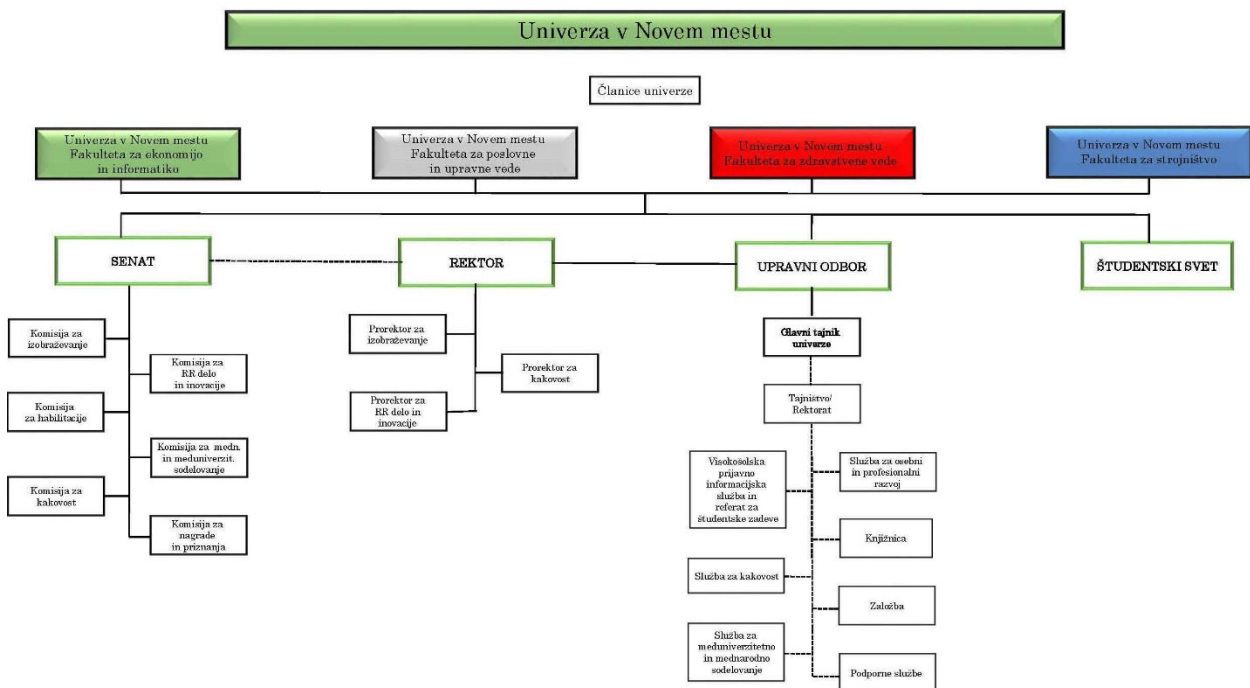 Univerza v Novem mestu
Članice univerze
Univerza v Novem mestu
Fakulteta za ekonomijo
in informatiko
Univerza v Novem mestu
Fakulteta za poslovne
in upravne vede
Univerza v Novem mestu
Fakulteta za zdravstvene vede
Univerza v Novem mestu
Fakulteta za strojništvo
SENAT
REKTOR
UPRAVNI ODBOR
ŠTUDENTSKI SVET
Komisija za
izobraževanje
Komisija za
RR delo
in inovacije
Komisija
za habilitacije
Komisija za medn.
in meduniverzit.
sodelovanje
Komisija za
kakovost
Komisija za
nagrade
in priznanja
Prorektor za
izobraževanje
Prorektor za
kakovost
Prorektor za
RR delo in
inovacije
Glavni tajnik
univerze
Tajništvo/
Rektorat
Visokošolska
prijavno
informacijska
služba in
referat za
študentske zadeve
Služba za osebni
in profesionalni
razvoj
Knjižnica
Služba za kakovost
Založba
Služba za
meduniverzitetno
in mednarodno
sodelovanje
Podporne službe